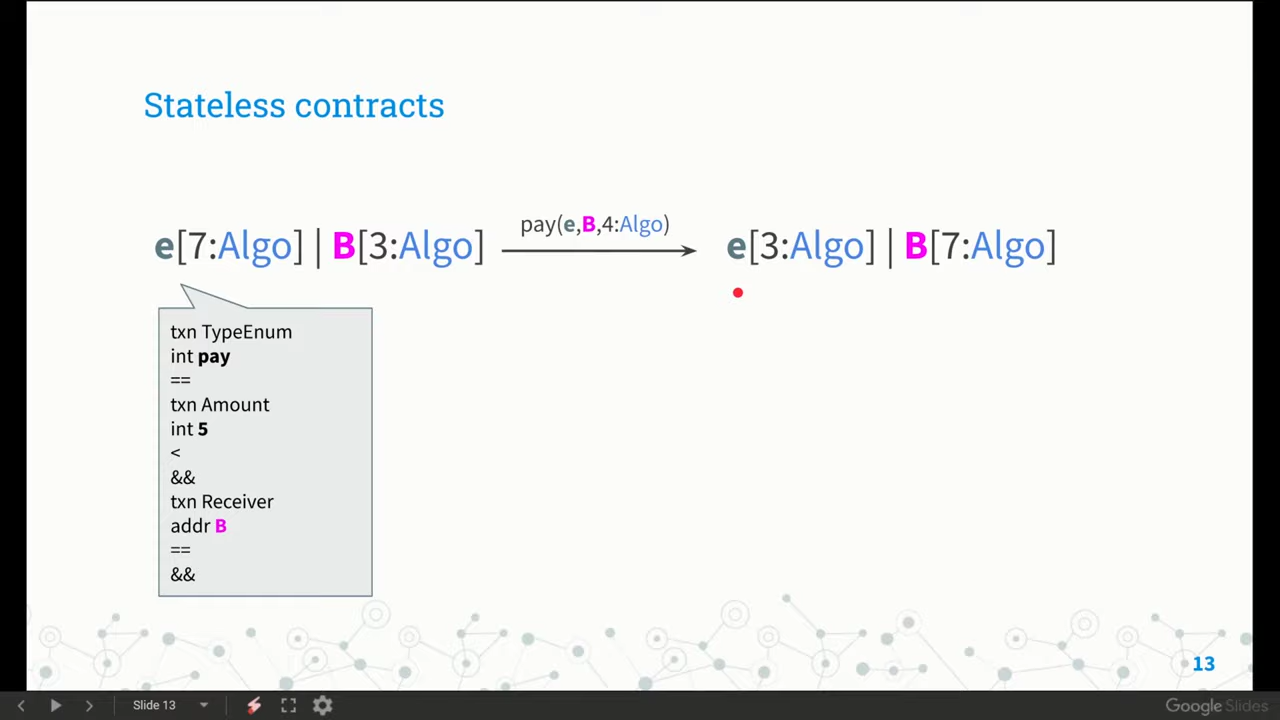 Stateless contracts
pay(e,B,4:Algo)
e[7:Algo] | B[3:Algo]
e[3:Algo] | B[7:Algo]
txn TypeEnum
int pay
==
txn Amount
int 5
<
&&
txn Receiver
addr B
==
&&
13
Slide 13
Google Slides